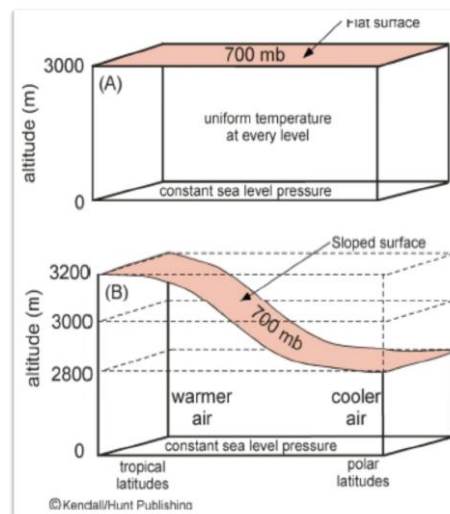 Flat surface
700 mb
3000
(A)
uniform temperature
at every level
altitude (m)
0
constant sea level pressure
Sloped surface
3200
(B)
3000
700 mb
2800
altitude (m)
warmer
air
cooler
air
0
constant sea level pressure
tropical
latitudes
polar
latitudes
©Kendall/Hunt Publishing